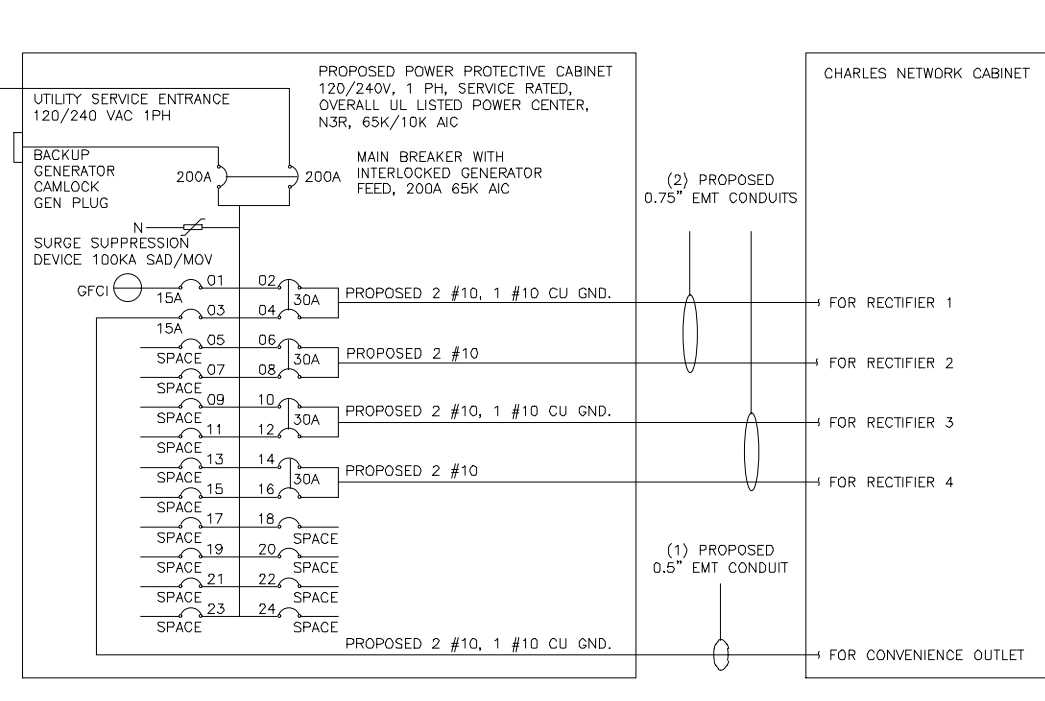 PROPOSED POWER PROTECTIVE CABINET
120/240V, 1 PH, SERVICE RATED,
OVERALL UL LISTED POWER CENTER,
N3R, 65K/10K AIC
CHARLES NETWORK CABINET
UTILITY SERVICE ENTRANCE
120/240 VAC 1PH
BACKUP
GENERATOR
CAMLOCK
GEN PLUG
200A
200A
MAIN BREAKER WITH
INTERLOCKED GENERATOR
FEED, 200A 65K AIC
(2) PROPOSED
0.75" EMT CONDUITS
N
SURGE SUPPRESSION
DEVICE 100KA SAD/MOV
GFCI
01
02
15A
30A
PROPOSED 2 #10, 1 #10 CU GND.
FOR RECTIFIER 1
03
04
15A
05
06
SPACE
30A
PROPOSED 2 #10
FOR RECTIFIER 2
07
08
SPACE
09
10
SPACE
30A
PROPOSED 2 #10, 1 #10 CU GND.
FOR RECTIFIER 3
11
12
SPACE
13
14
SPACE
30A
PROPOSED 2 #10
FOR RECTIFIER 4
15
16
SPACE
17
18
SPACE
SPACE
19
20
SPACE
SPACE
21
22
SPACE
SPACE
23
24
SPACE
SPACE
(1) PROPOSED
0.5" EMT CONDUIT
PROPOSED 2 #10, 1 #10 CU GND.
FOR CONVENIENCE OUTLET